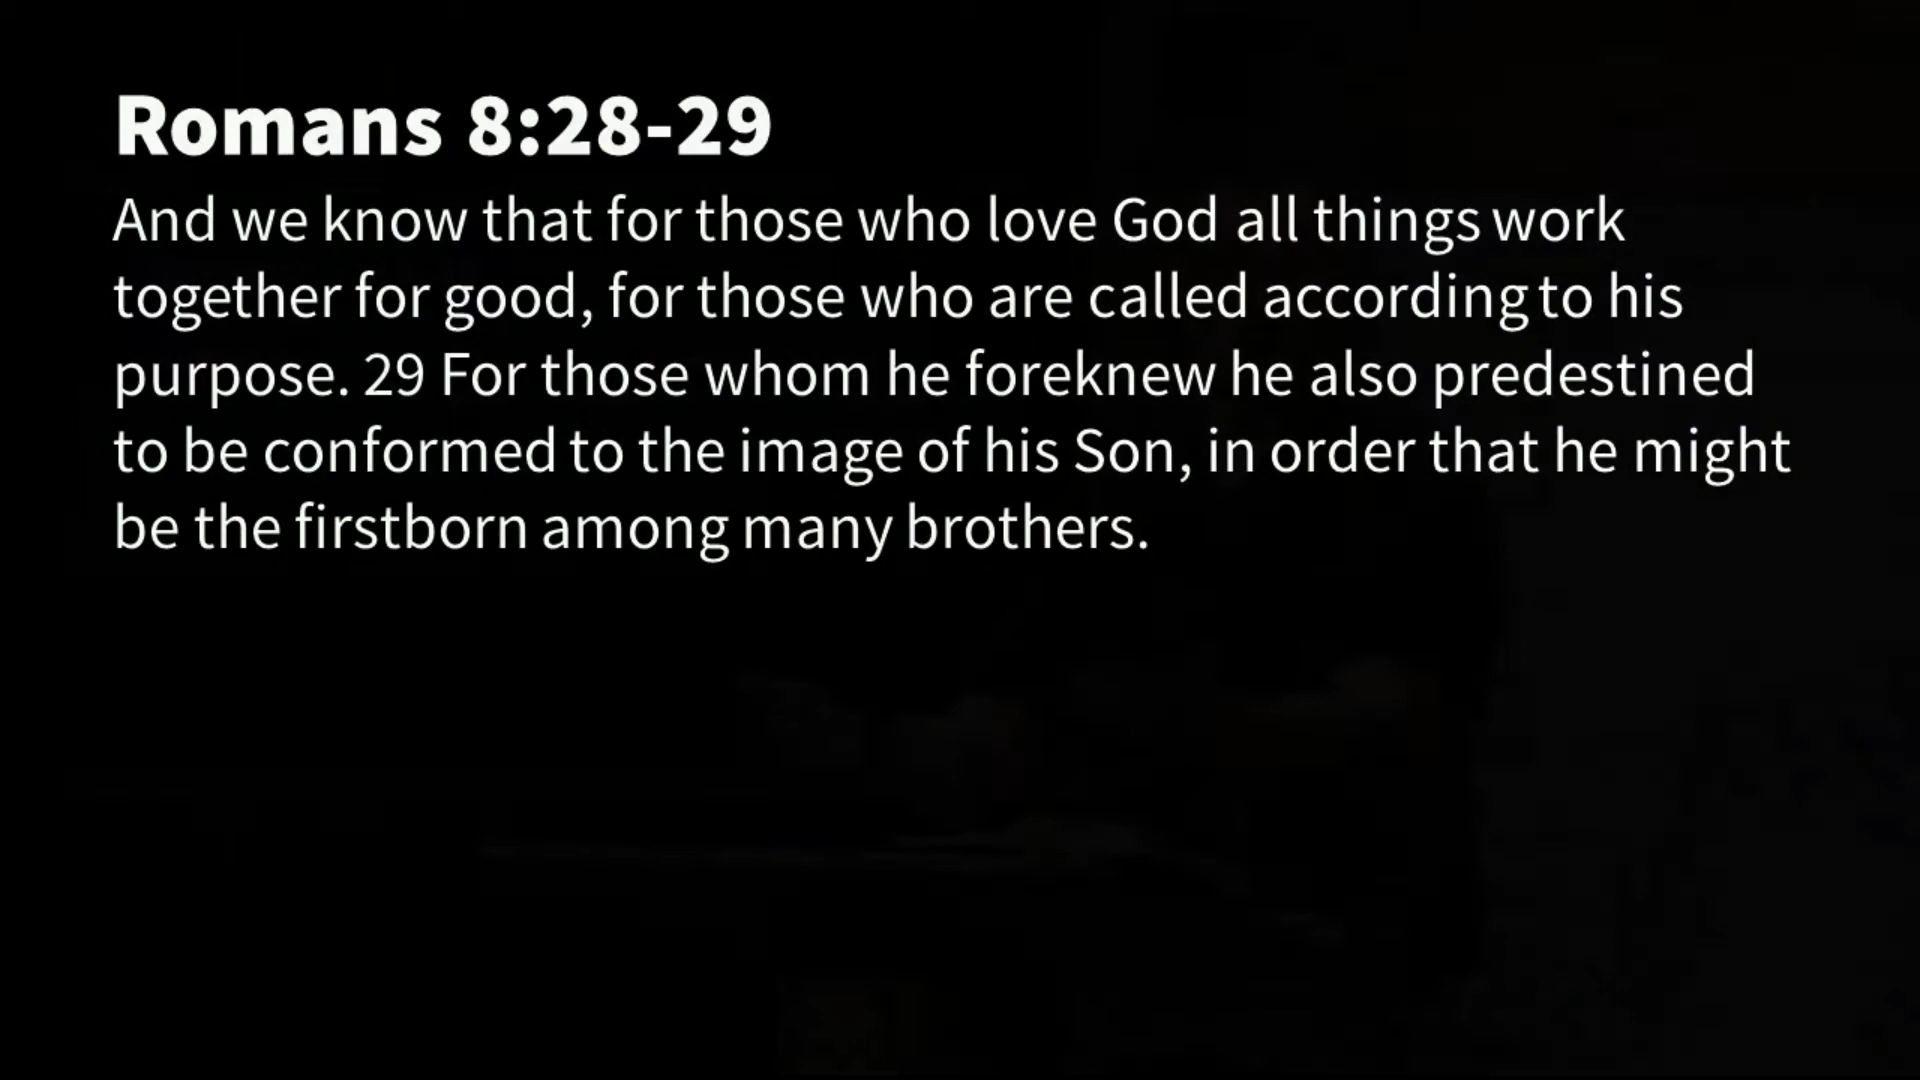 Romans 8:28-29
And we know that for those who love God all things work
together for good, for those who are called according to his
purpose. 29 For those whom he foreknew he also predestined
to be conformed to the image of his Son, in order that he might
be the firstborn among many brothers.